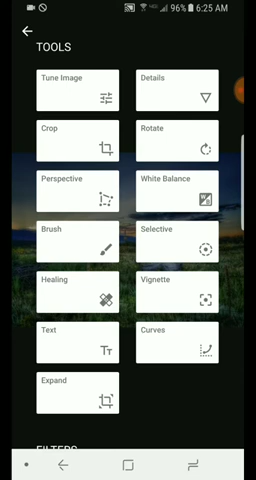 96% 6:25 AM
TOOLS
Tune Image
Details
Crop
Rotate
Perspective
White Balance
Brush
Selective
Healing
Vignette
Text
Curves
Expand
FILTERS